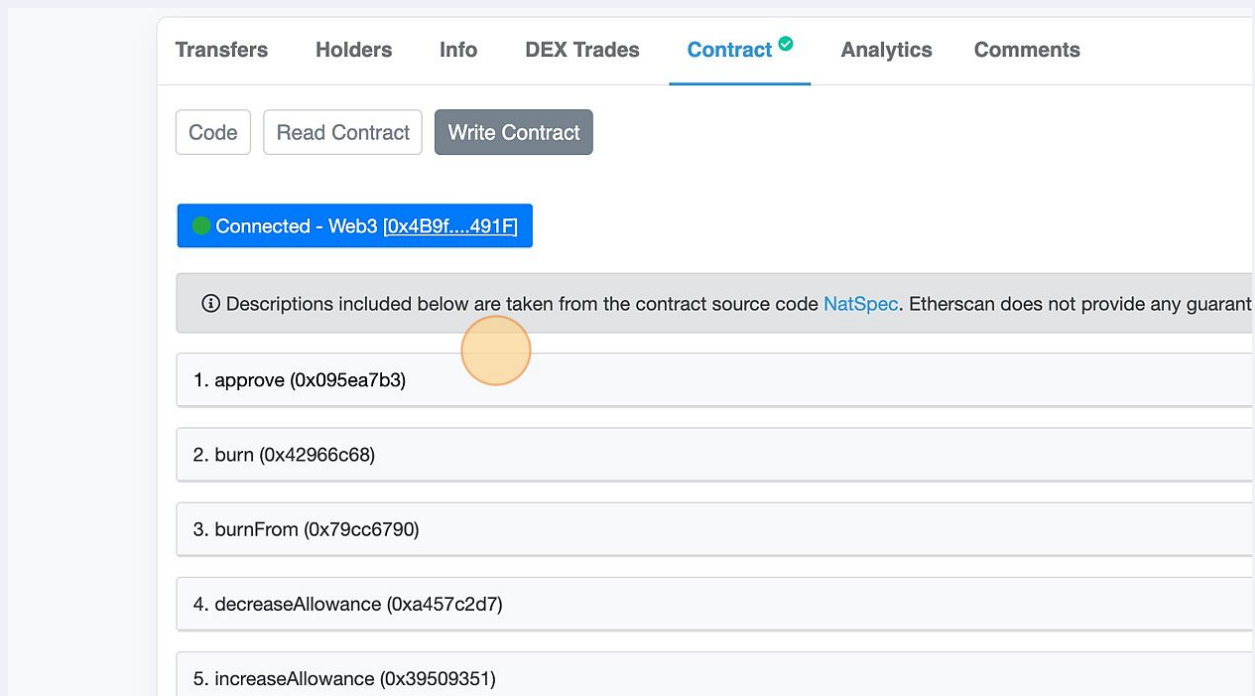 Transfers Holders Info DEX Trades Contract Analytics Comments
Code Read Contract Write Contract
Connected - Web3 [0x4B9f....491F]
Descriptions included below are taken from the contract source code NatSpec. Etherscan does not provide any guarant
1. approve (0x095ea7b3)
2. burn (0x42966c68)
3. burnFrom (0x79cc6790)
4. decreaseAllowance (0xa457c2d7)
5. increaseAllowance (0x39509351)